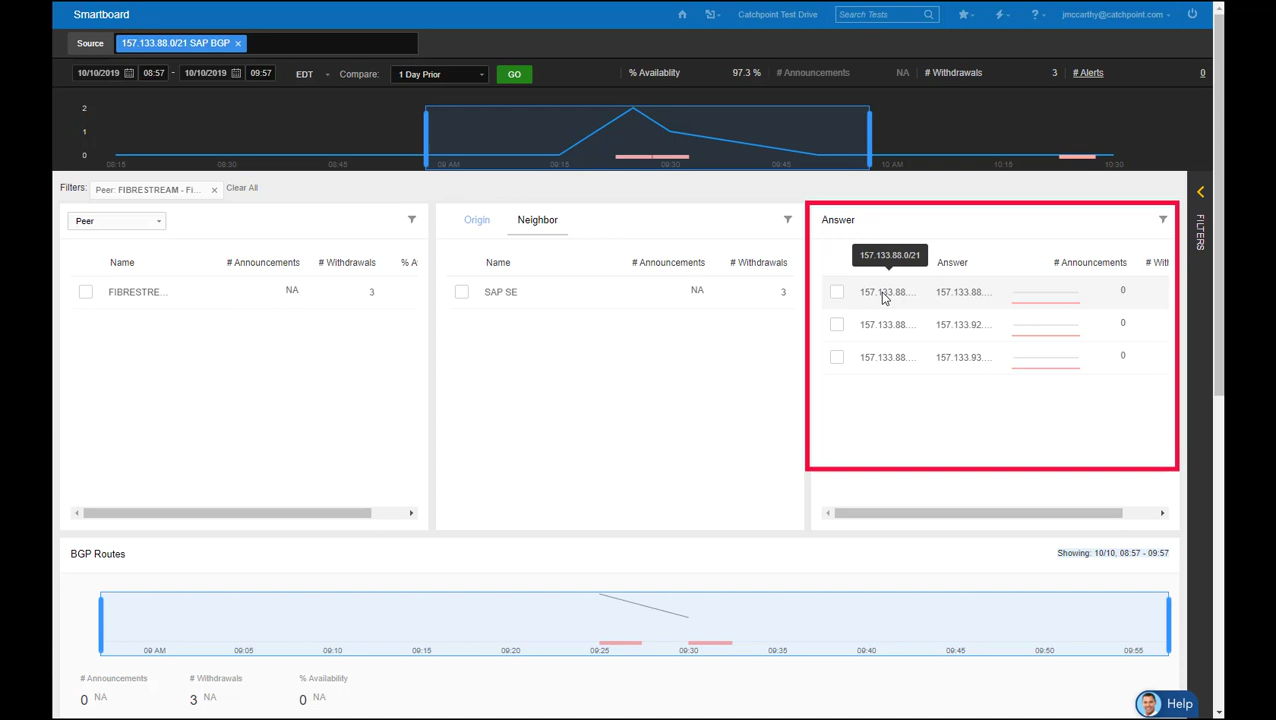 Smartboard
Catchpoint Test Drive
Search Tests
jmccarthy@catchpoint.com
Source
157.133.88.0/21 SAP BGP ×
10/10/2019 08:57 - 10/10/2019 09:57 EDT Compare: 1 Day Prior GO
% Availablity 97.3 % # Announcements NA # Withdrawals 3 # Alerts 0
2
1
0
08:15 08:30 08:45 09 AM 09:15 09:30 09:45 10 AM 10:15 10:30
Filters: Peer: FIBRESTREAM - Fi... × Clear All
FILTERS
Peer
Name # Announcements # Withdrawals % A
FIBRESTRE... NA 3
Origin Neighbor
Name # Announcements # Withdrawals
SAP SE NA 3
Answer
157.133.88.0/21
Answer # Announcements # With
157.133.88.... 157.133.88.... 0
157.133.88.... 157.133.92.... 0
157.133.88.... 157.133.93.... 0
BGP Routes
Showing: 10/10, 08:57 - 09:57
09 AM 09:05 09:10 09:15 09:20 09:25 09:30 09:35 09:40 09:45 09:50 09:55
# Announcements # Withdrawals % Availability
0 NA 3 NA 0 NA
Help